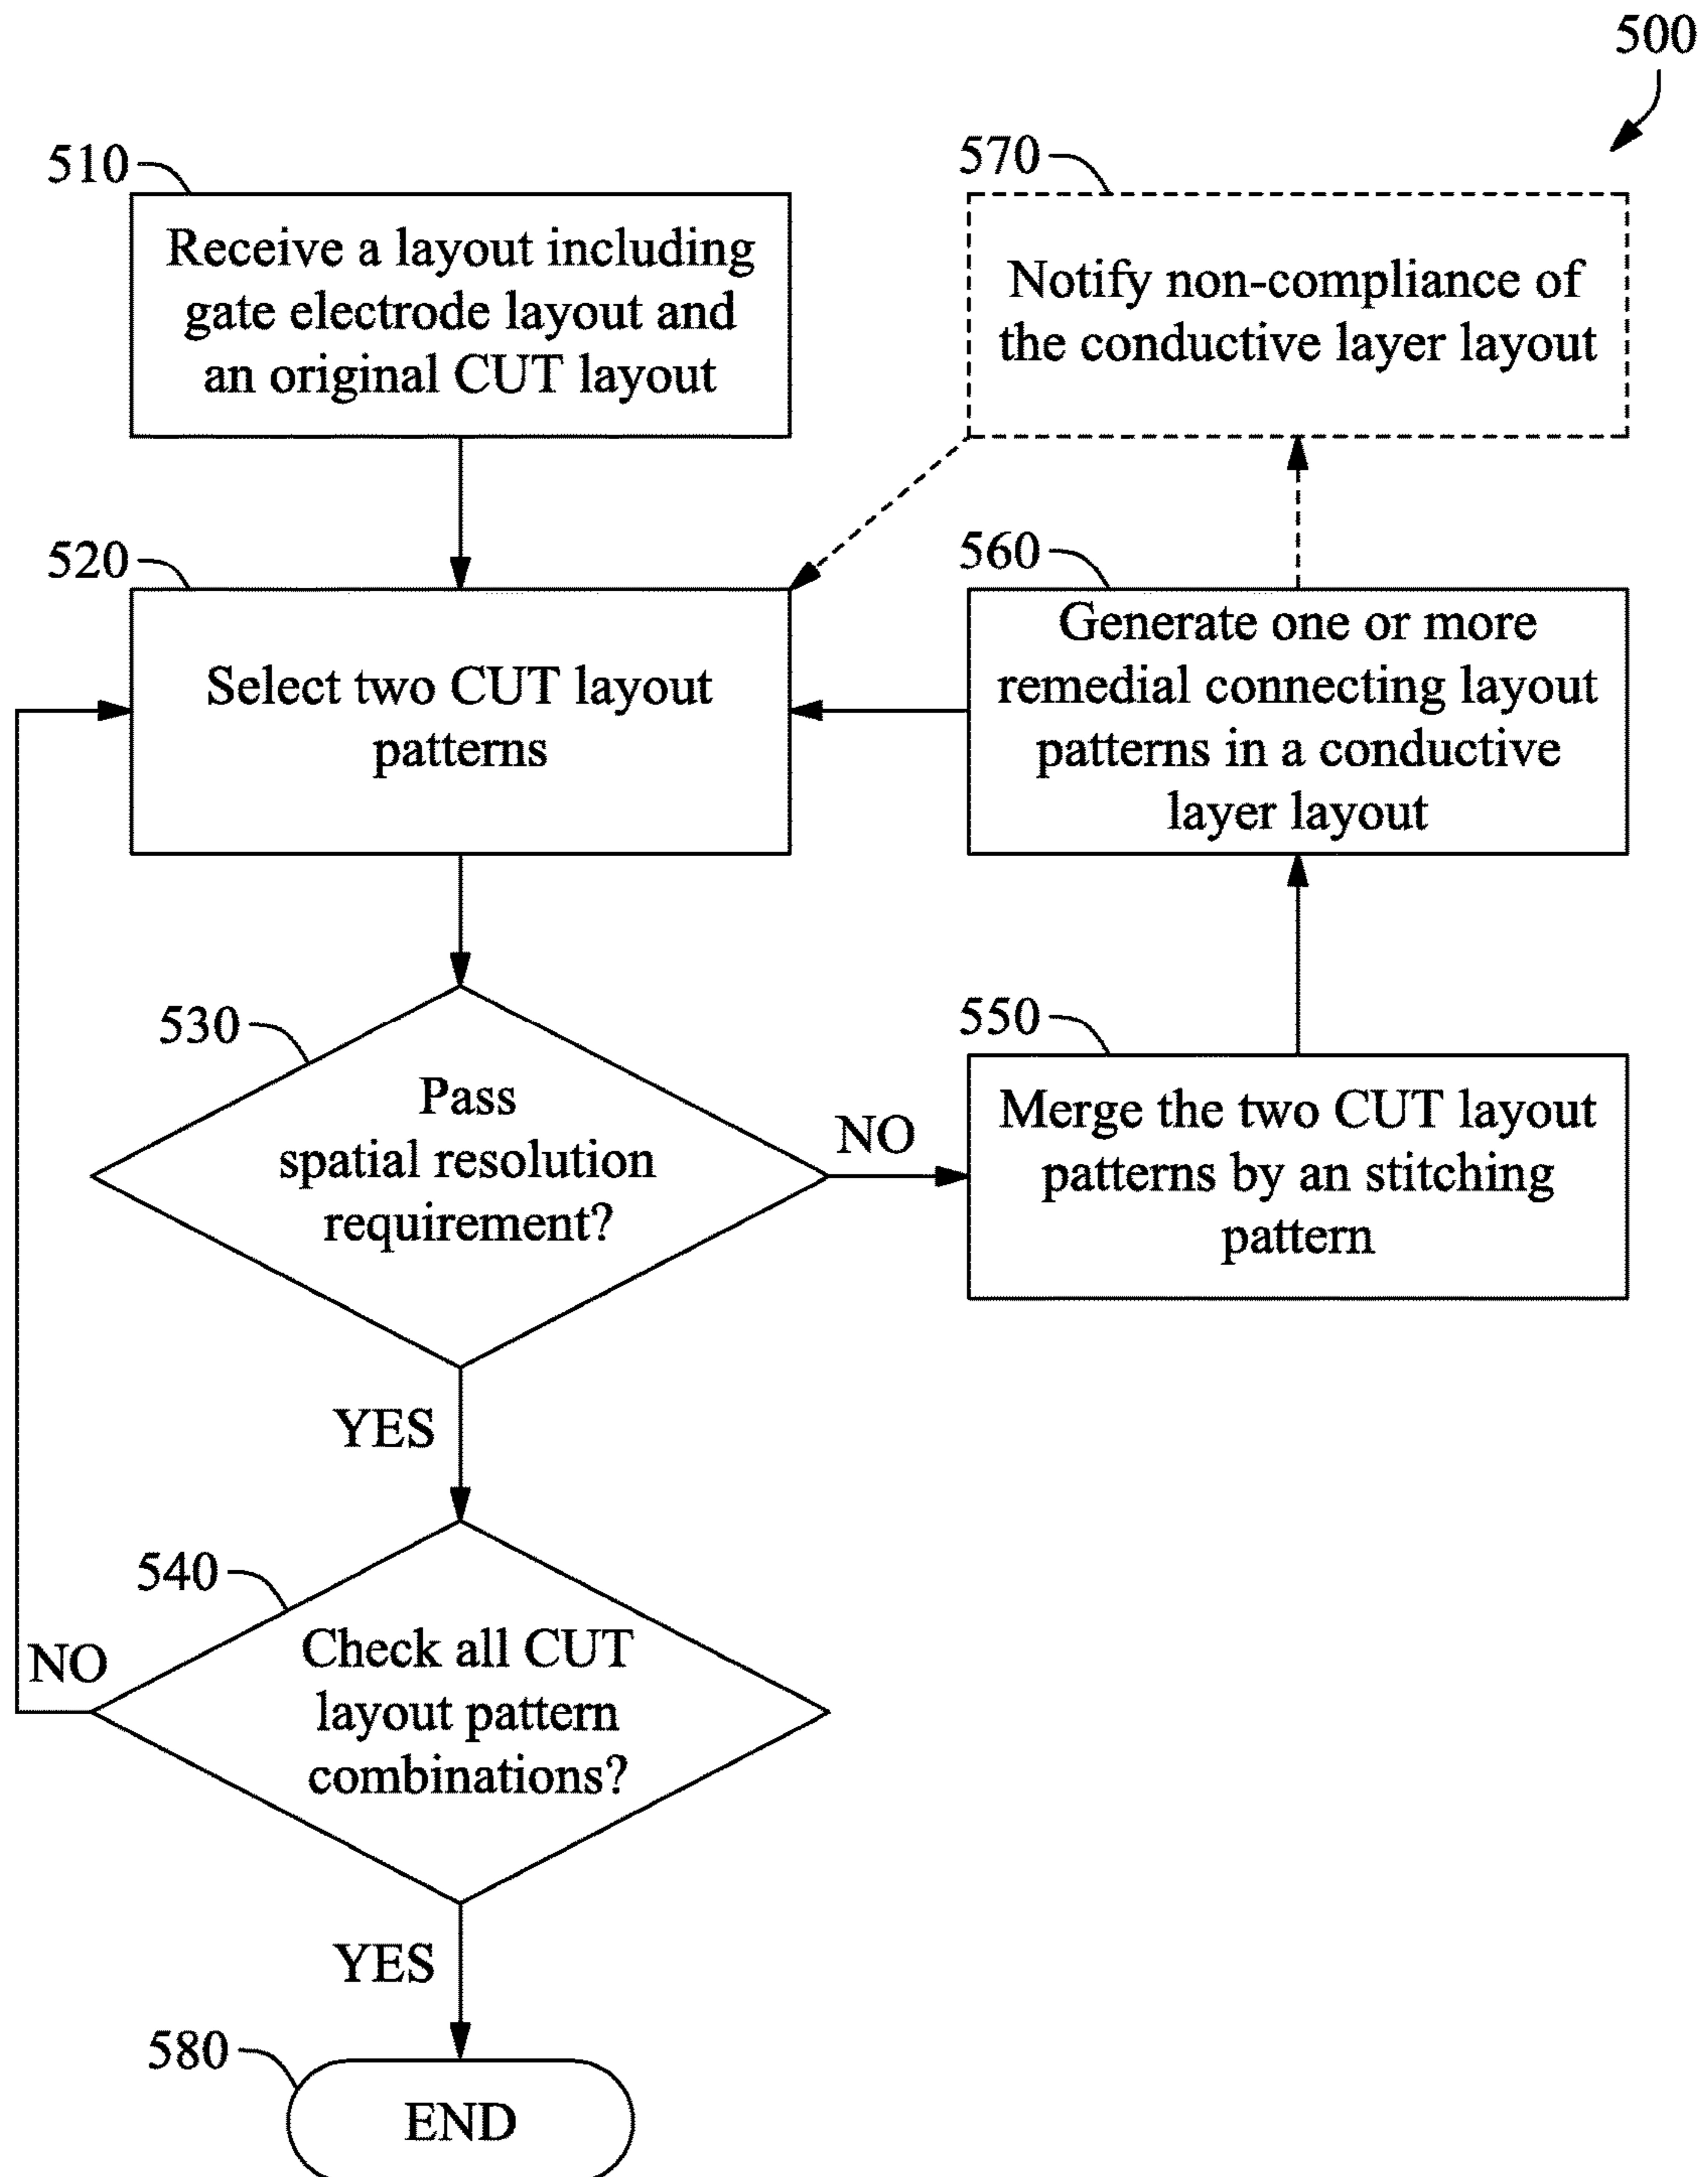 500
510
Receive a layout including
gate electrode layout and
an original CUT layout
570
Notify non-compliance of
the conductive layer layout
520
Select two CUT layout
patterns
560
Generate one or more
remedial connecting layout
patterns in a conductive
layer layout
530
Pass
spatial resolution
requirement?
NO
550
Merge the two CUT layout
patterns by an stitching
pattern
YES
540
Check all CUT
layout pattern
combinations?
NO
YES
580
END